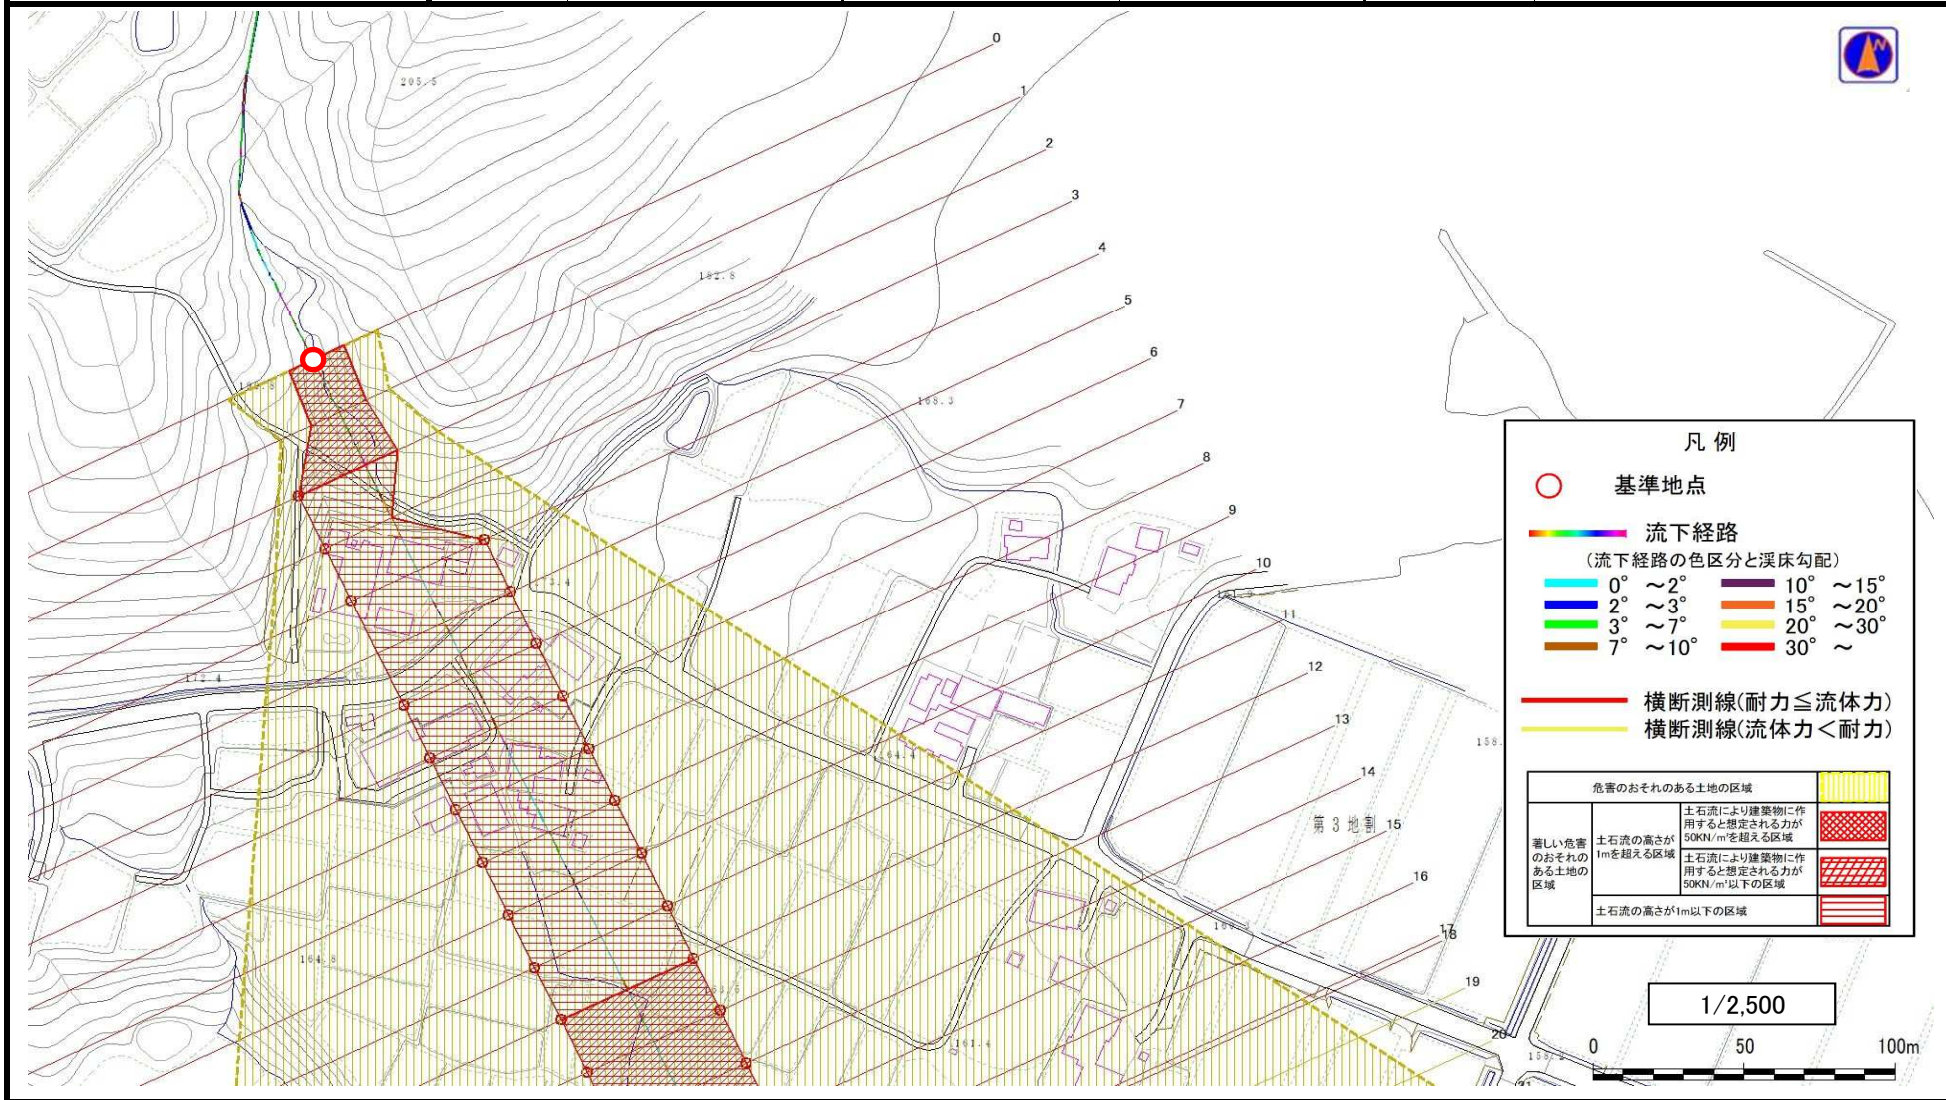 N
0
205.5
1
2
3
4
182.8
5
6
7
168.3
8
9
10
11
12
172.4
13
158.
164.4
14
第3地割
15
16
17
18
164.8
19
161.4
20
158.2
21
凡 例
基準地点
流下経路
(流下経路の色区分と渓床勾配)
0° ～2° 10° ～15°
2° ～3° 15° ～20°
3° ～7° 20° ～30°
7° ～10° 30° ～
横断測線(耐力≦流体力)
横断測線(流体力＜耐力)
危害のおそれのある土地の区域
著しい危害
のおそれの
ある土地の
区域
土石流の高さが
1mを超える区域
土石流により建築物に作
用すると想定される力が
50KN/㎡を超える区域
土石流により建築物に作
用すると想定される力が
50KN/㎡以下の区域
土石流の高さが1m以下の区域
1/2,500
0 50 100m